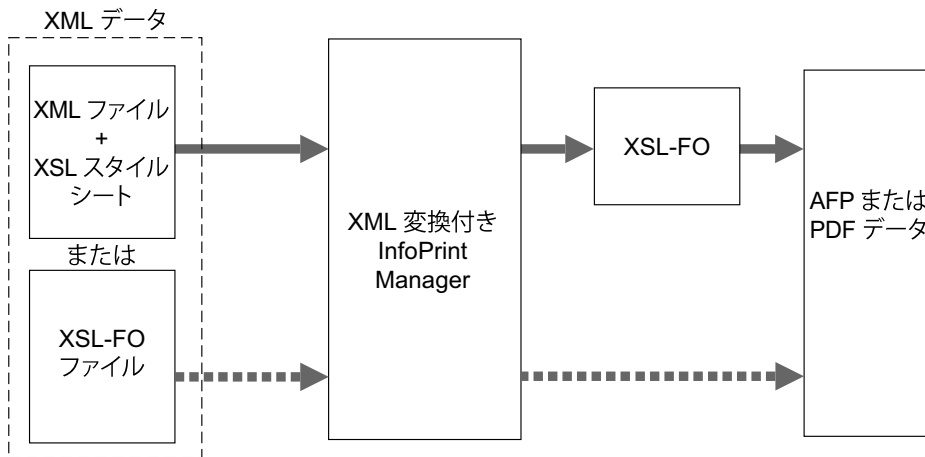 XML データ
XML ファイル
+
XSL スタイル
シート
または
XSL-FO
ファイル
XML 変換付き
InfoPrint
Manager
XSL-FO
AFP または
PDF データ